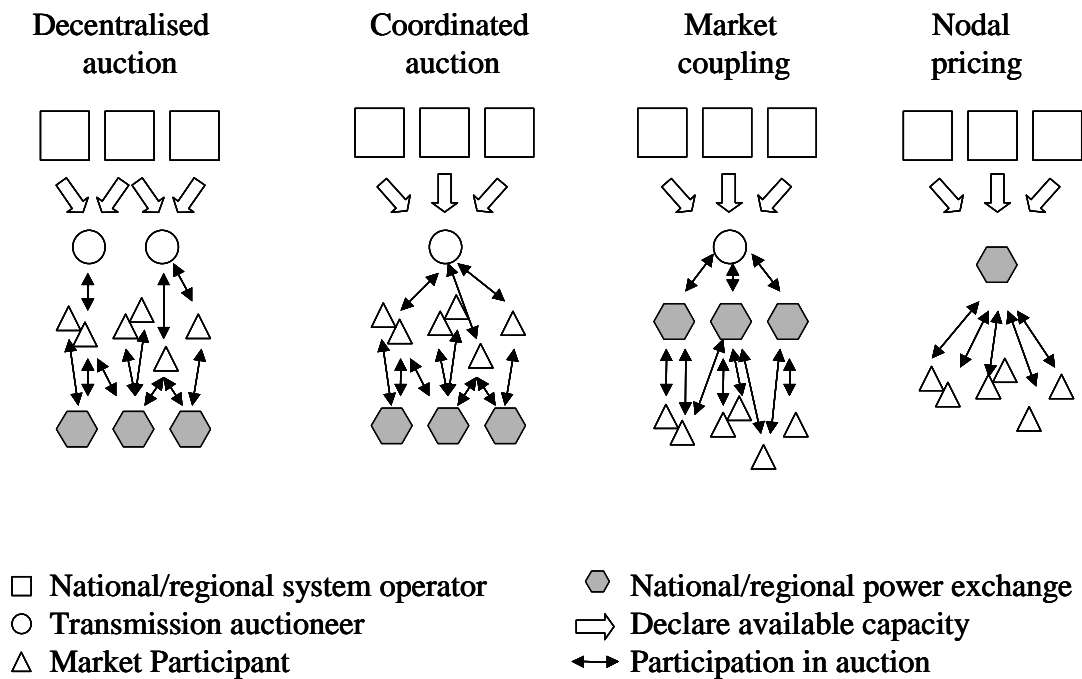 Decentralised
auction
Coordinated
auction
Market
coupling
Nodal
pricing
National/regional system operator
Transmission auctioneer
Market Participant
National/regional power exchange
Declare available capacity
Participation in auction